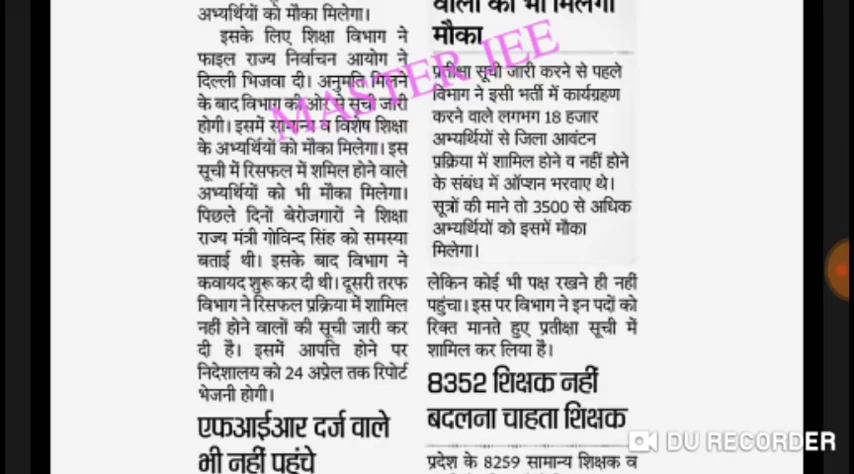 अभ्यर्थियों को मौका मिलेगा।
इसके लिए शिक्षा विभाग ने
फाइल राज्य निर्वाचन आयोग ने
दिल्ली भिजवा दी। अनुमति मिलने
के बाद विभाग की ओर से सूची जारी
होगी। इसमें सामान्य व विशेष शिक्षा
के अभ्यर्थियों को मौका मिलेगा। इस
सूची में रिसफल में शमिल होने वाले
अभ्यर्थियों को भी मौका मिलेगा।
पिछले दिनों बेरोजगारों ने शिक्षा
राज्य मंत्री गोविन्द सिंह को समस्या
बताई थी। इसके बाद विभाग ने
कवायद शुरू कर दी थी। दूसरी तरफ
विभाग ने रिसफल प्रक्रिया में शामिल
नहीं होने वालों की सूची जारी कर
दी है। इसमें आपत्ति होने पर
निदेशालय को 24 अप्रेल तक रिपोर्ट
भेजनी होगी।
एफआईआर दर्ज वाले
भी नहीं पहुंचे
वालों को भी मिलेगा
मौका
प्रतीक्षा सूची जारी करने से पहले
विभाग ने इसी भर्ती में कार्यग्रहण
करने वाले लगभग 18 हजार
अभ्यर्थियों से जिला आवंटन
प्रक्रिया में शामिल होने व नहीं होने
के संबंध में ऑप्शन भरवाए थे।
सूत्रों की माने तो 3500 से अधिक
अभ्यर्थियों को इसमें मौका
मिलेगा।
लेकिन कोई भी पक्ष रखने ही नहीं
पहुंचा। इस पर विभाग ने इन पदों को
रिक्त मानते हुए प्रतीक्षा सूची में
शामिल कर लिया है।
8352 शिक्षक नहीं
बदलना चाहता शिक्षक
प्रदेश के 8259 सामान्य शिक्षक व
MASTER JEE
DU RECORDER